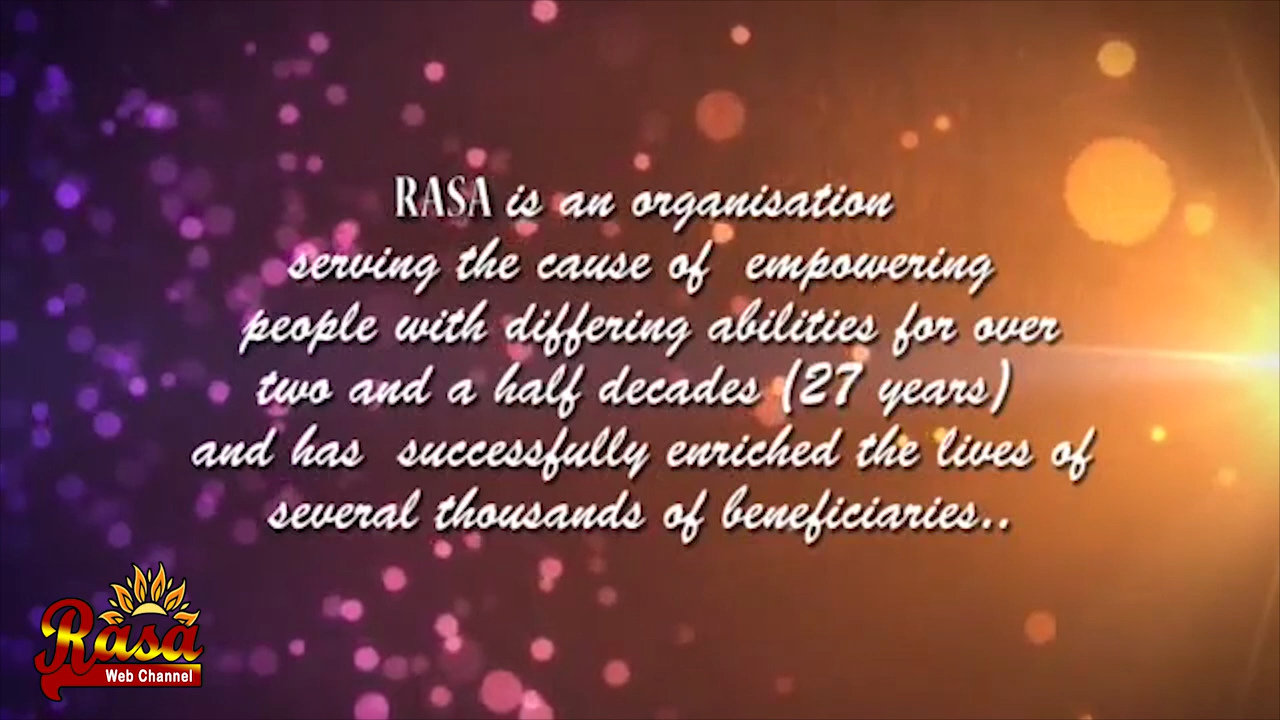 RASA is an organisation
serving the cause of empowering
people with differing abilities for over
two and a half decades (27 years)
and has successfully enriched the lives of
several thousands of beneficiaries..
Rasa
Web Channel